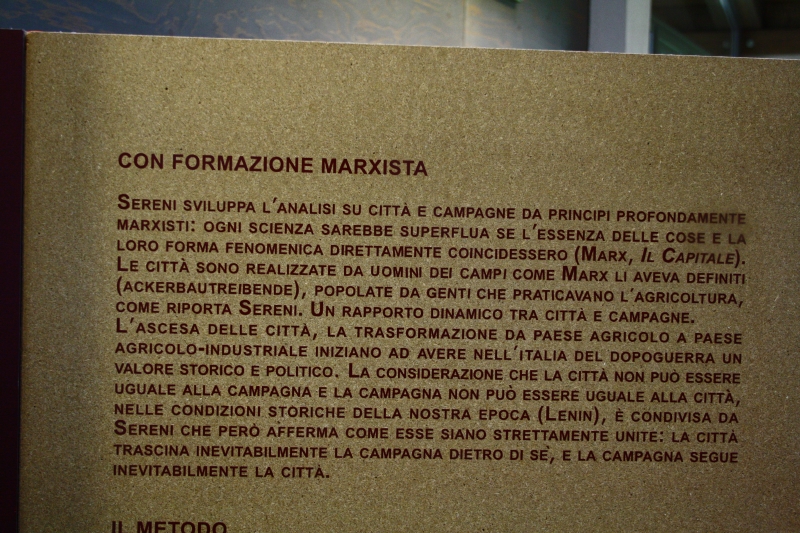 CON FORMAZIONE MARXISTA
SERENI SVILUPPA L'ANALISI SU CITTÀ E CAMPAGNE DA PRINCIPI PROFONDAMENTE
MARXISTI: OGNI SCIENZA SAREBBE SUPERFLUA SE L'ESSENZA DELLE COSE E LA
LORO FORMA FENOMENICA DIRETTAMENTE COINCIDESSERO (MARX, IL CAPITALE).
LE CITTÀ SONO REALIZZATE DA UOMINI DEI CAMPI COME MARX LI AVEVA DEFINITI
(ACKERBAUTREIBENDE), POPOLATE DA GENTI CHE PRATICAVANO L'AGRICOLTURA,
COME RIPORTA SERENI. UN RAPPORTO DINAMICO TRA CITTÀ E CAMPAGNE.
L'ASCESA DELLE CITTÀ, LA TRASFORMAZIONE DA PAESE AGRICOLO A PAESE
AGRICOLO-INDUSTRIALE INIZIANO AD AVERE NELL'ITALIA DEL DOPOGUERRA UN
VALORE STORICO E POLITICO. LA CONSIDERAZIONE CHE LA CITTÀ NON PUÒ ESSERE
UGUALE ALLA CAMPAGNA E LA CAMPAGNA NON PUÒ ESSERE UGUALE ALLA CITTÀ,
NELLE CONDIZIONI STORICHE DELLA NOSTRA EPOCA (LENIN), È CONDIVISA DA
SERENI CHE PERÒ AFFERMA COME ESSE SIANO STRETTAMENTE UNITE: LA CITTÀ
TRASCINA INEVITABILMENTE LA CAMPAGNA DIETRO DI SÉ, E LA CAMPAGNA SEGUE
INEVITABILMENTE LA CITTÀ.
IL METODO